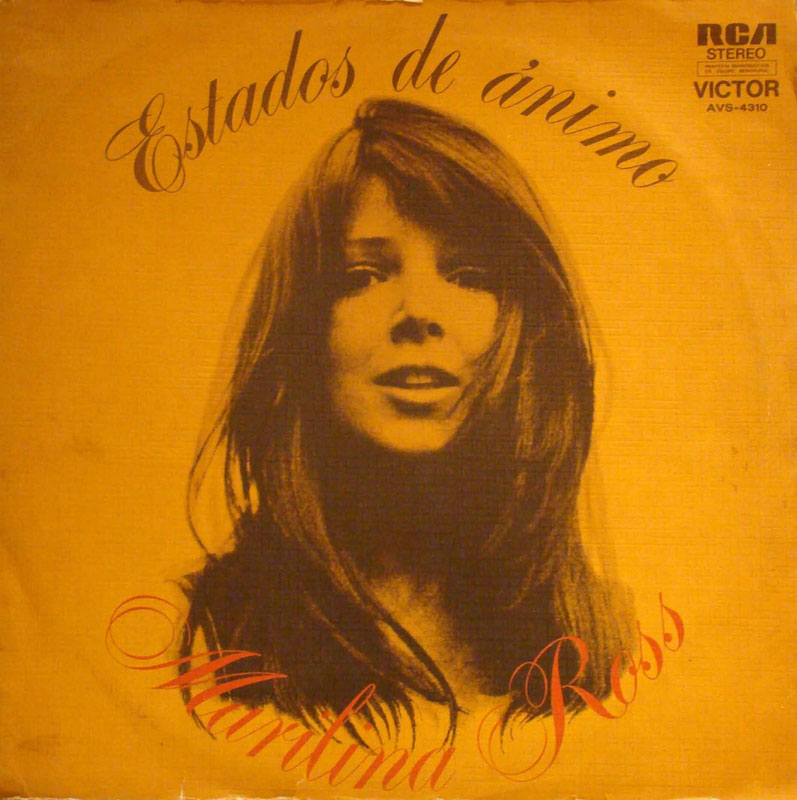 Estados de ánimo
RCA
STEREO
VICTOR
AVS-4310
Marilina Ross